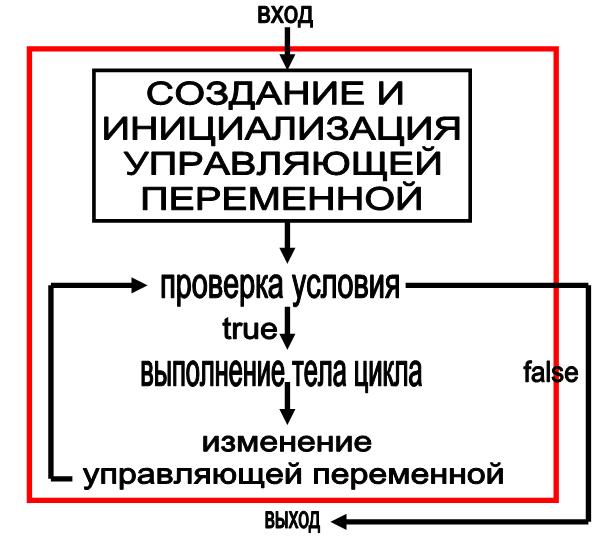 вход
СОЗДАНИЕ И
ИНИЦИАЛИЗАЦИЯ
УПРАВЛЯЮЩЕЙ
ПЕРЕМЕННОЙ
проверка условия
true
выполнение тела цикла
false
изменение
управляющей переменной
выход